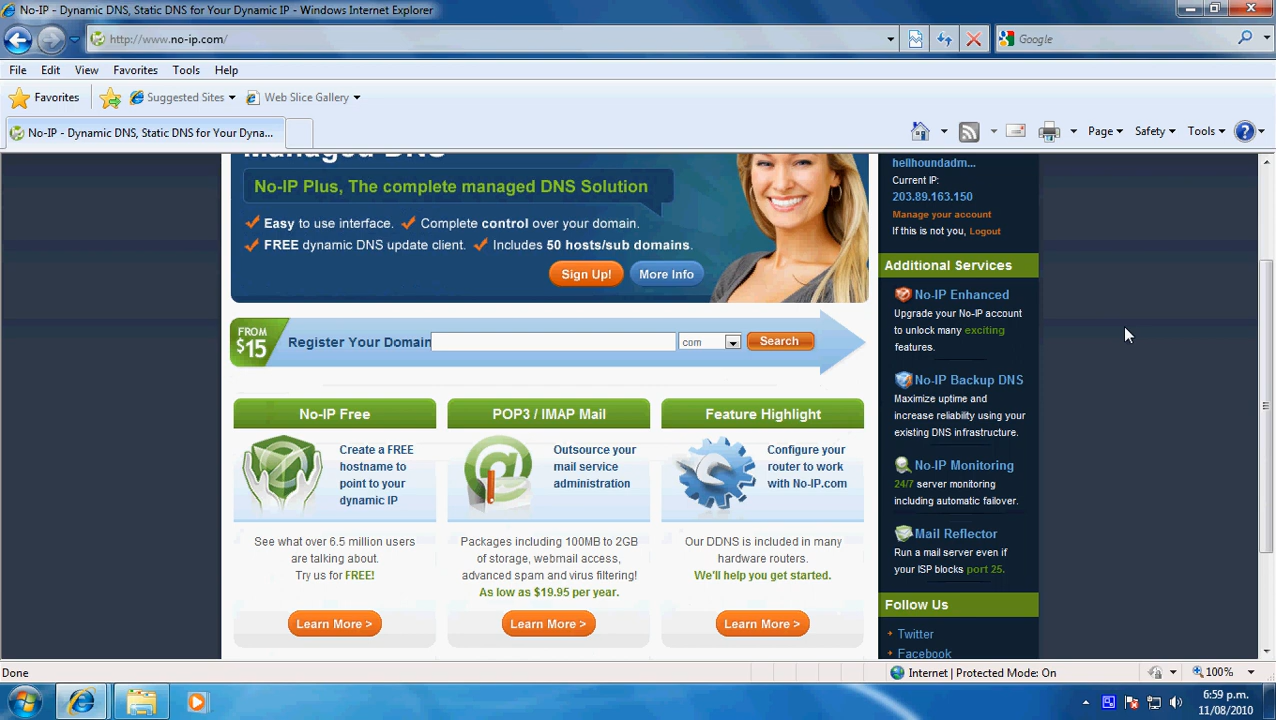 No-IP - Dynamic DNS, Static DNS for Your Dynamic IP - Windows Internet Explorer
http://www.no-ip.com/
Google
File Edit View Favorites Tools Help
Favorites Suggested Sites Web Slice Gallery
No-IP - Dynamic DNS, Static DNS for Your Dyna...
Page Safety Tools
Managed DNS
No-IP Plus, The complete managed DNS Solution
Easy to use interface. Complete control over your domain.
FREE dynamic DNS update client. Includes 50 hosts/sub domains.
Sign Up! More Info
FROM
$15
Register Your Domain com Search
No-IP Free
Create a FREE
hostname to
point to your
dynamic IP
See what over 6.5 million users
are talking about.
Try us for FREE!
Learn More >
POP3 / IMAP Mail
Outsource your
mail service
administration
Packages including 100MB to 2GB
of storage, webmail access,
advanced spam and virus filtering!
As low as $19.95 per year.
Learn More >
Feature Highlight
Configure your
router to work
with No-IP.com
Our DDNS is included in many
hardware routers.
We'll help you get started.
Learn More >
hellhoundadm...
Current IP:
203.89.163.150
Manage your account
If this is not you, Logout
Additional Services
No-IP Enhanced
Upgrade your No-IP account
to unlock many exciting
features.
No-IP Backup DNS
Maximize uptime and
increase reliability using your
existing DNS infrastructure.
No-IP Monitoring
24/7 server monitoring
including automatic failover.
Mail Reflector
Run a mail server even if
your ISP blocks port 25.
Follow Us
Twitter
Facebook
Done Internet | Protected Mode: On 100%
6:59 p.m.
11/08/2010